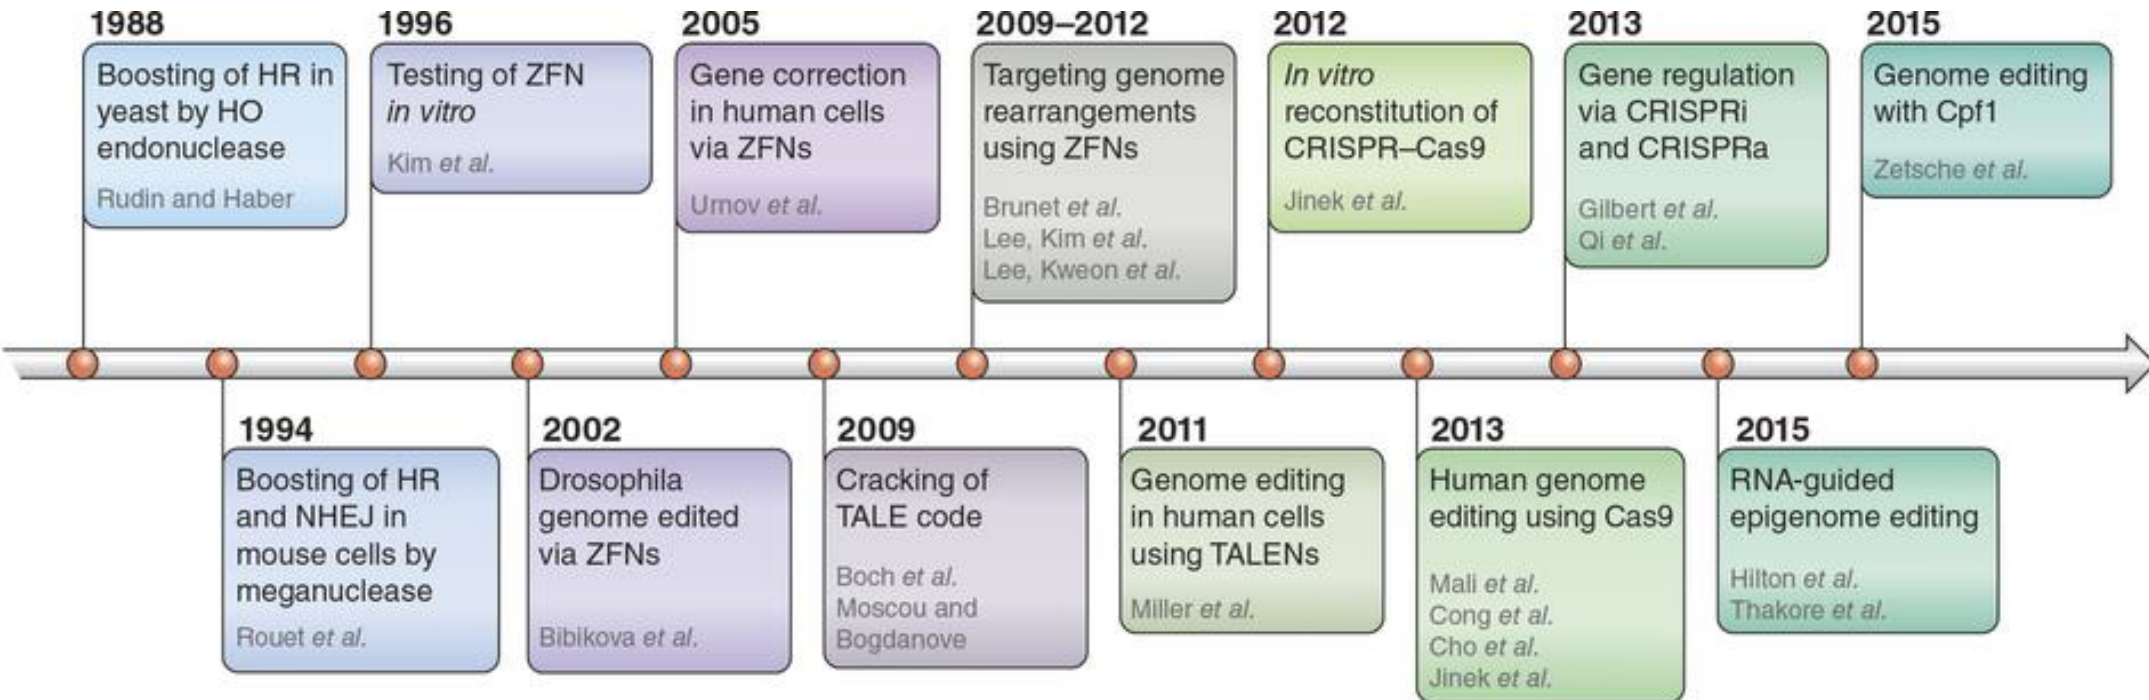 1988
Boosting of HR in
yeast by HO
endonuclease
Rudin and Haber
1996
Testing of ZFN
in vitro
Kim et al.
2005
Gene correction
in human cells
via ZFNs
Urnov et al.
2009–2012
Targeting genome
rearrangements
using ZFNs
Brunet et al.
Lee, Kim et al.
Lee, Kweon et al.
2012
In vitro
reconstitution of
CRISPR–Cas9
Jinek et al.
2013
Gene regulation
via CRISPRi
and CRISPRa
Gilbert et al.
Qi et al.
2015
Genome editing
with Cpf1
Zetsche et al.
1994
Boosting of HR
and NHEJ in
mouse cells by
meganuclease
Rouet et al.
2002
Drosophila
genome edited
via ZFNs
Bibikova et al.
2009
Cracking of
TALE code
Boch et al.
Moscou and
Bogdanove
2011
Genome editing
in human cells
using TALENs
Miller et al.
2013
Human genome
editing using Cas9
Mali et al.
Cong et al.
Cho et al.
Jinek et al.
2015
RNA-guided
epigenome editing
Hilton et al.
Thakore et al.